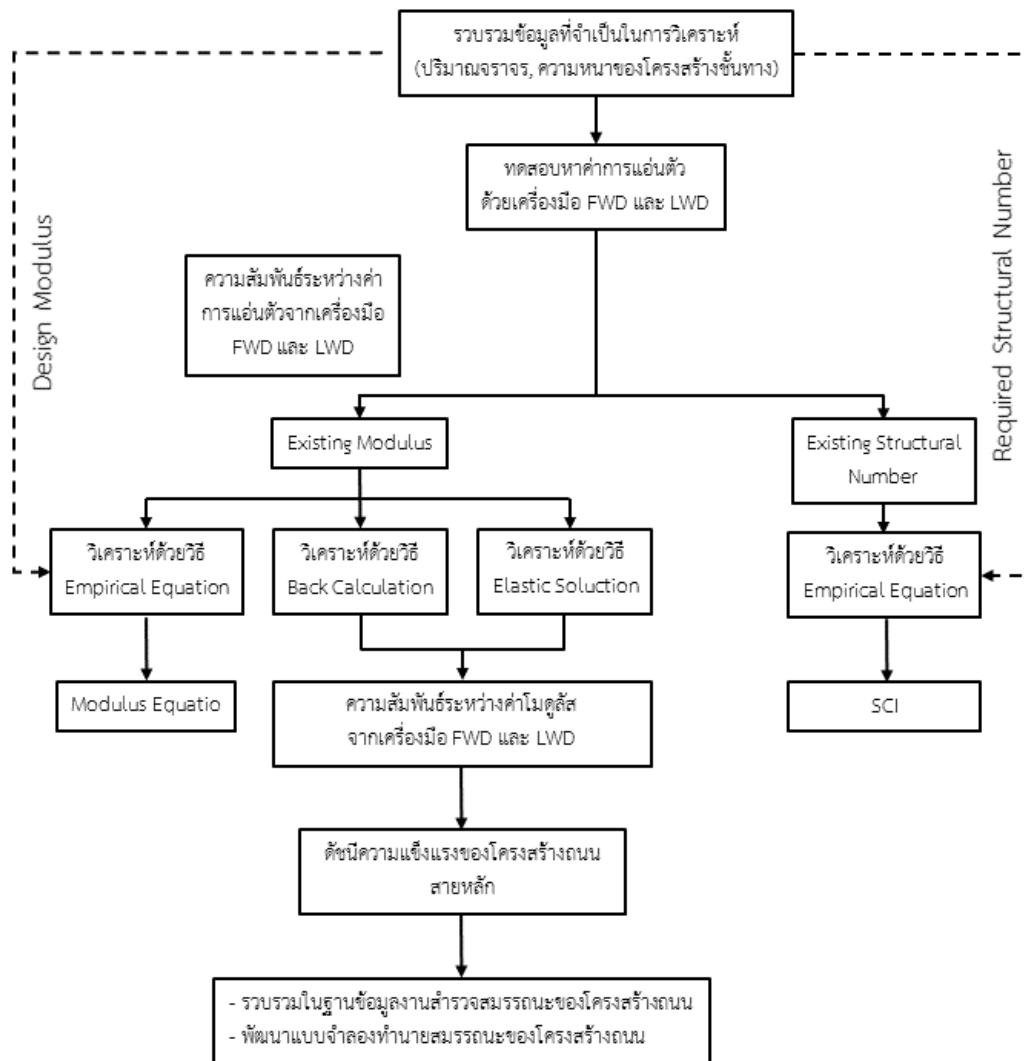 รวบรวมข้อมูลที่จำเป็นในการวิเคราะห์
(ปริมาณจราจร, ความหนาของโครงสร้างชั้นทาง)
ทดสอบหาค่าการแอ่นตัว
ด้วยเครื่องมือ FWD และ LWD
Design Modulus
Required Structural Number
ความสัมพันธ์ระหว่างค่า
การแอ่นตัวจากเครื่องมือ
FWD และ LWD
Existing Modulus
Existing Structural
Number
วิเคราะห์ด้วยวิธี
Empirical Equation
วิเคราะห์ด้วยวิธี
Back Calculation
วิเคราะห์ด้วยวิธี
Elastic Soluction
วิเคราะห์ด้วยวิธี
Empirical Equation
Modulus Equatio
ความสัมพันธ์ระหว่างค่าโมดูลัส
จากเครื่องมือ FWD และ LWD
SCI
ดัชนีความแข็งแรงของโครงสร้างถนน
สายหลัก
- รวบรวมในฐานข้อมูลงานสำรวจสมรรถนะของโครงสร้างถนน
- พัฒนาแบบจำลองทำนายสมรรถนะของโครงสร้างถนน